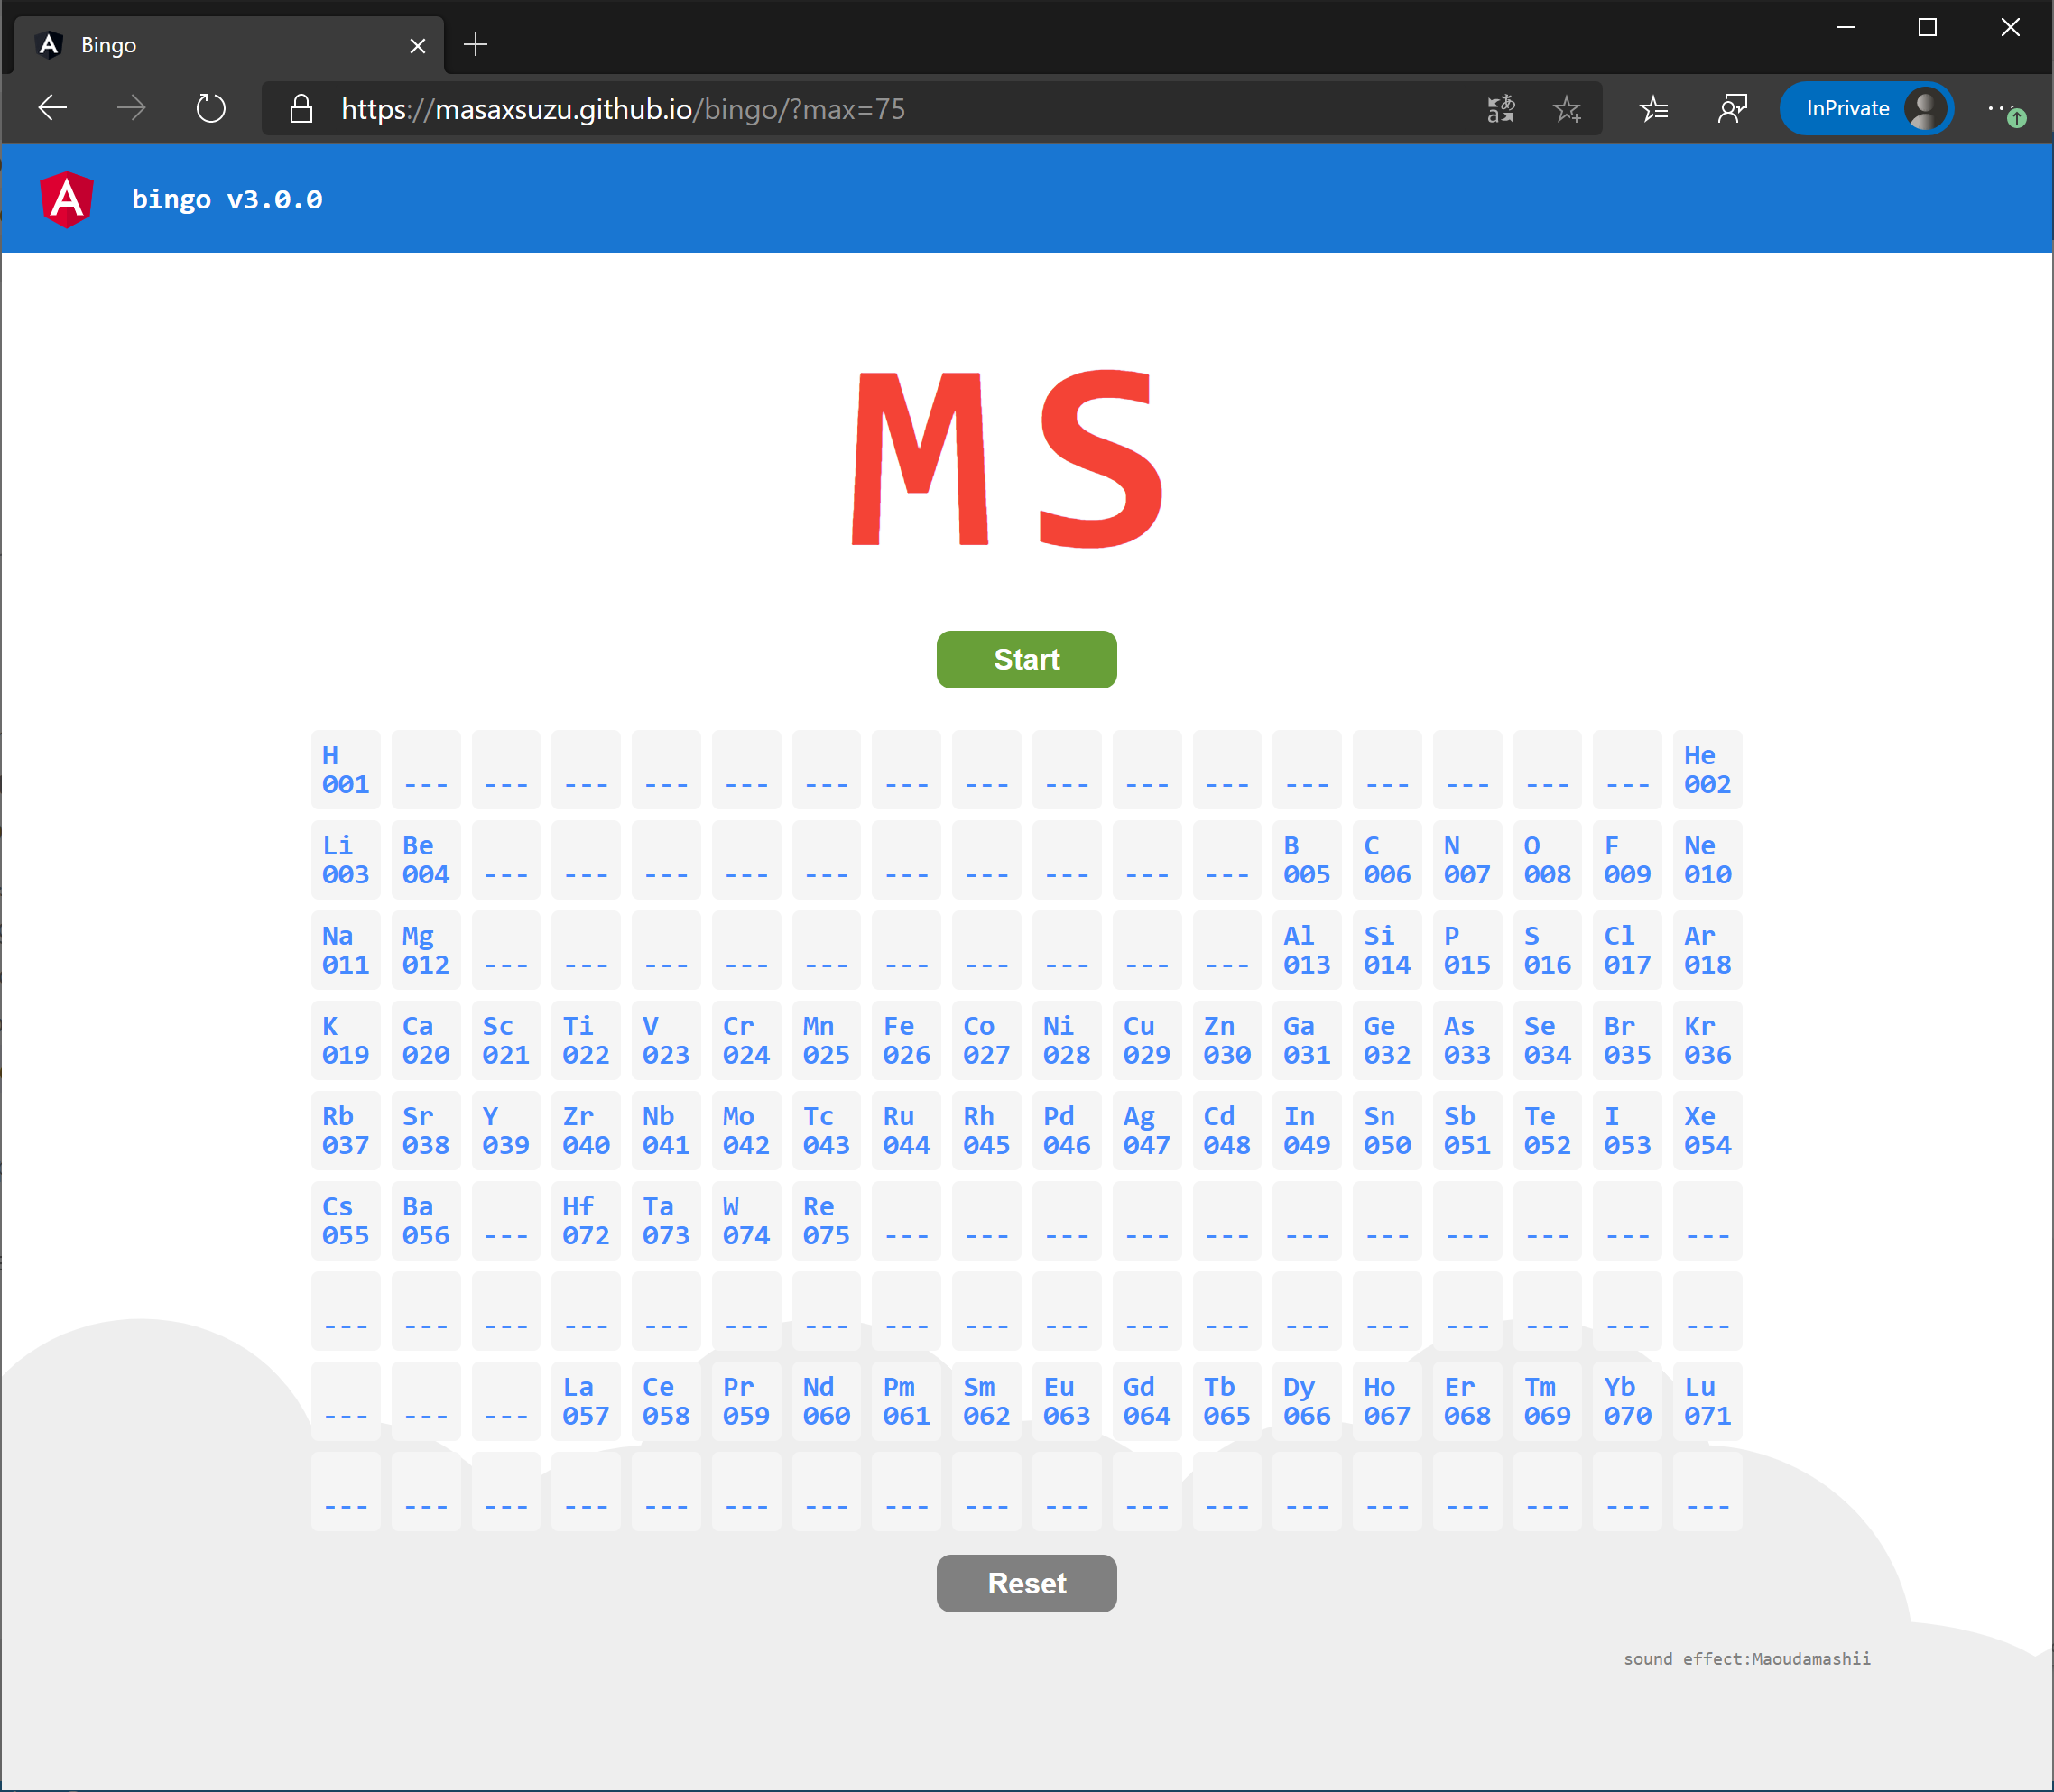 Bingo
https://masaxsuzu.github.io/bingo/?max=75
InPrivate
bingo v3.0.0
MS
Start
H He
001 --- --- --- --- --- --- --- --- --- --- --- --- --- --- --- --- 002
Li Be B C N O F Ne
003 004 --- --- --- --- --- --- --- --- --- --- 005 006 007 008 009 010
Na Mg Al Si P S Cl Ar
011 012 --- --- --- --- --- --- --- --- --- --- 013 014 015 016 017 018
K Ca Sc Ti V Cr Mn Fe Co Ni Cu Zn Ga Ge As Se Br Kr
019 020 021 022 023 024 025 026 027 028 029 030 031 032 033 034 035 036
Rb Sr Y Zr Nb Mo Tc Ru Rh Pd Ag Cd In Sn Sb Te I Xe
037 038 039 040 041 042 043 044 045 046 047 048 049 050 051 052 053 054
Cs Ba Hf Ta W Re
055 056 --- 072 073 074 075 --- --- --- --- --- --- --- --- --- --- ---
--- --- --- --- --- --- --- --- --- --- --- --- --- --- --- --- --- ---
La Ce Pr Nd Pm Sm Eu Gd Tb Dy Ho Er Tm Yb Lu
--- --- --- 057 058 059 060 061 062 063 064 065 066 067 068 069 070 071
--- --- --- --- --- --- --- --- --- --- --- --- --- --- --- --- --- ---
Reset
sound effect:Maoudamashii